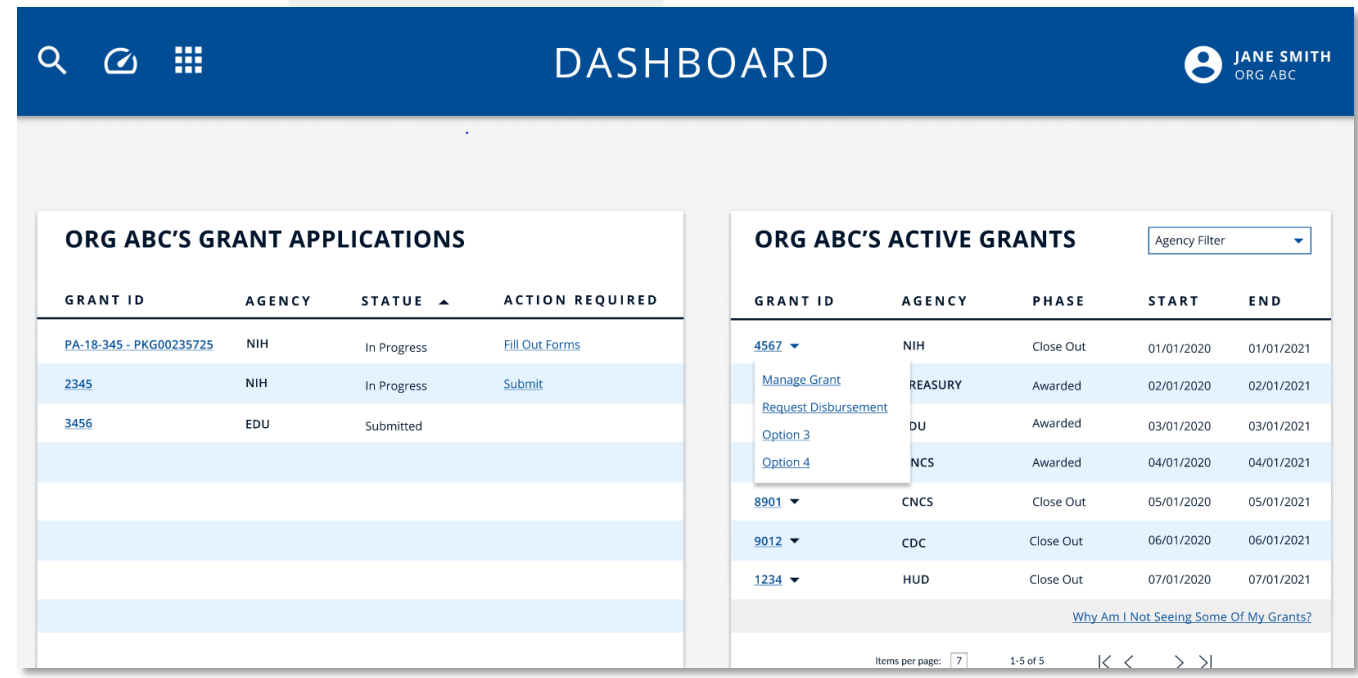 DASHBOARD
JANE SMITH
ORG ABC
ORG ABC'S GRANT APPLICATIONS
GRANT ID AGENCY STATUE ACTION REQUIRED
PA-18-345 - PKG00235725 NIH In Progress Fill Out Forms
2345 NIH In Progress Submit
3456 EDU Submitted
ORG ABC'S ACTIVE GRANTS Agency Filter
GRANT ID AGENCY PHASE START END
4567 NIH Close Out 01/01/2020 01/01/2021
REASURY Awarded 02/01/2020 02/01/2021
DU Awarded 03/01/2020 03/01/2021
NCS Awarded 04/01/2020 04/01/2021
Manage Grant
Request Disbursement
Option 3
Option 4
8901 CNCS Close Out 05/01/2020 05/01/2021
9012 CDC Close Out 06/01/2020 06/01/2021
1234 HUD Close Out 07/01/2020 07/01/2021
Why Am I Not Seeing Some Of My Grants?
Items per page: 7 1-5 of 5